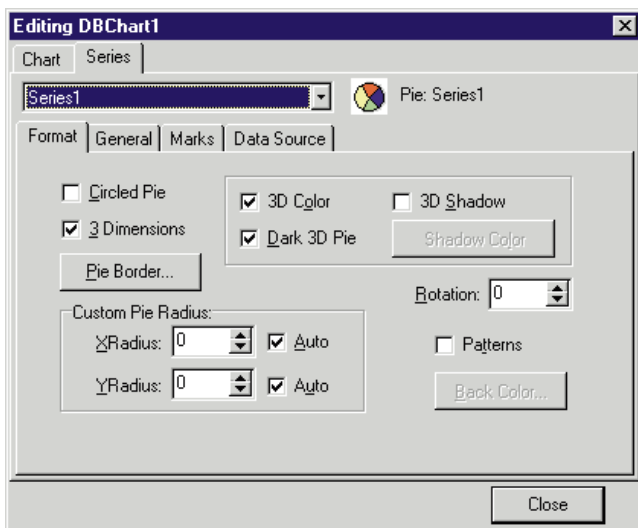 Editing DBChart1
Chart Series
Series1
Pie: Series1
Format General Marks Data Source
Circled Pie
3 Dimensions
Pie Border...
3D Color 3D Shadow
Dark 3D Pie Shadow Color
Rotation: 0
Custom Pie Radius:
XRadius: 0 Auto
YRadius: 0 Auto
Patterns
Back Color...
Close